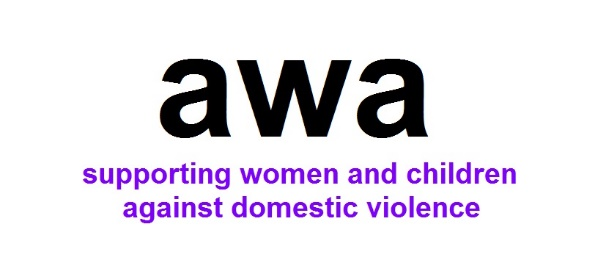 awa
supporting women and children
against domestic violence